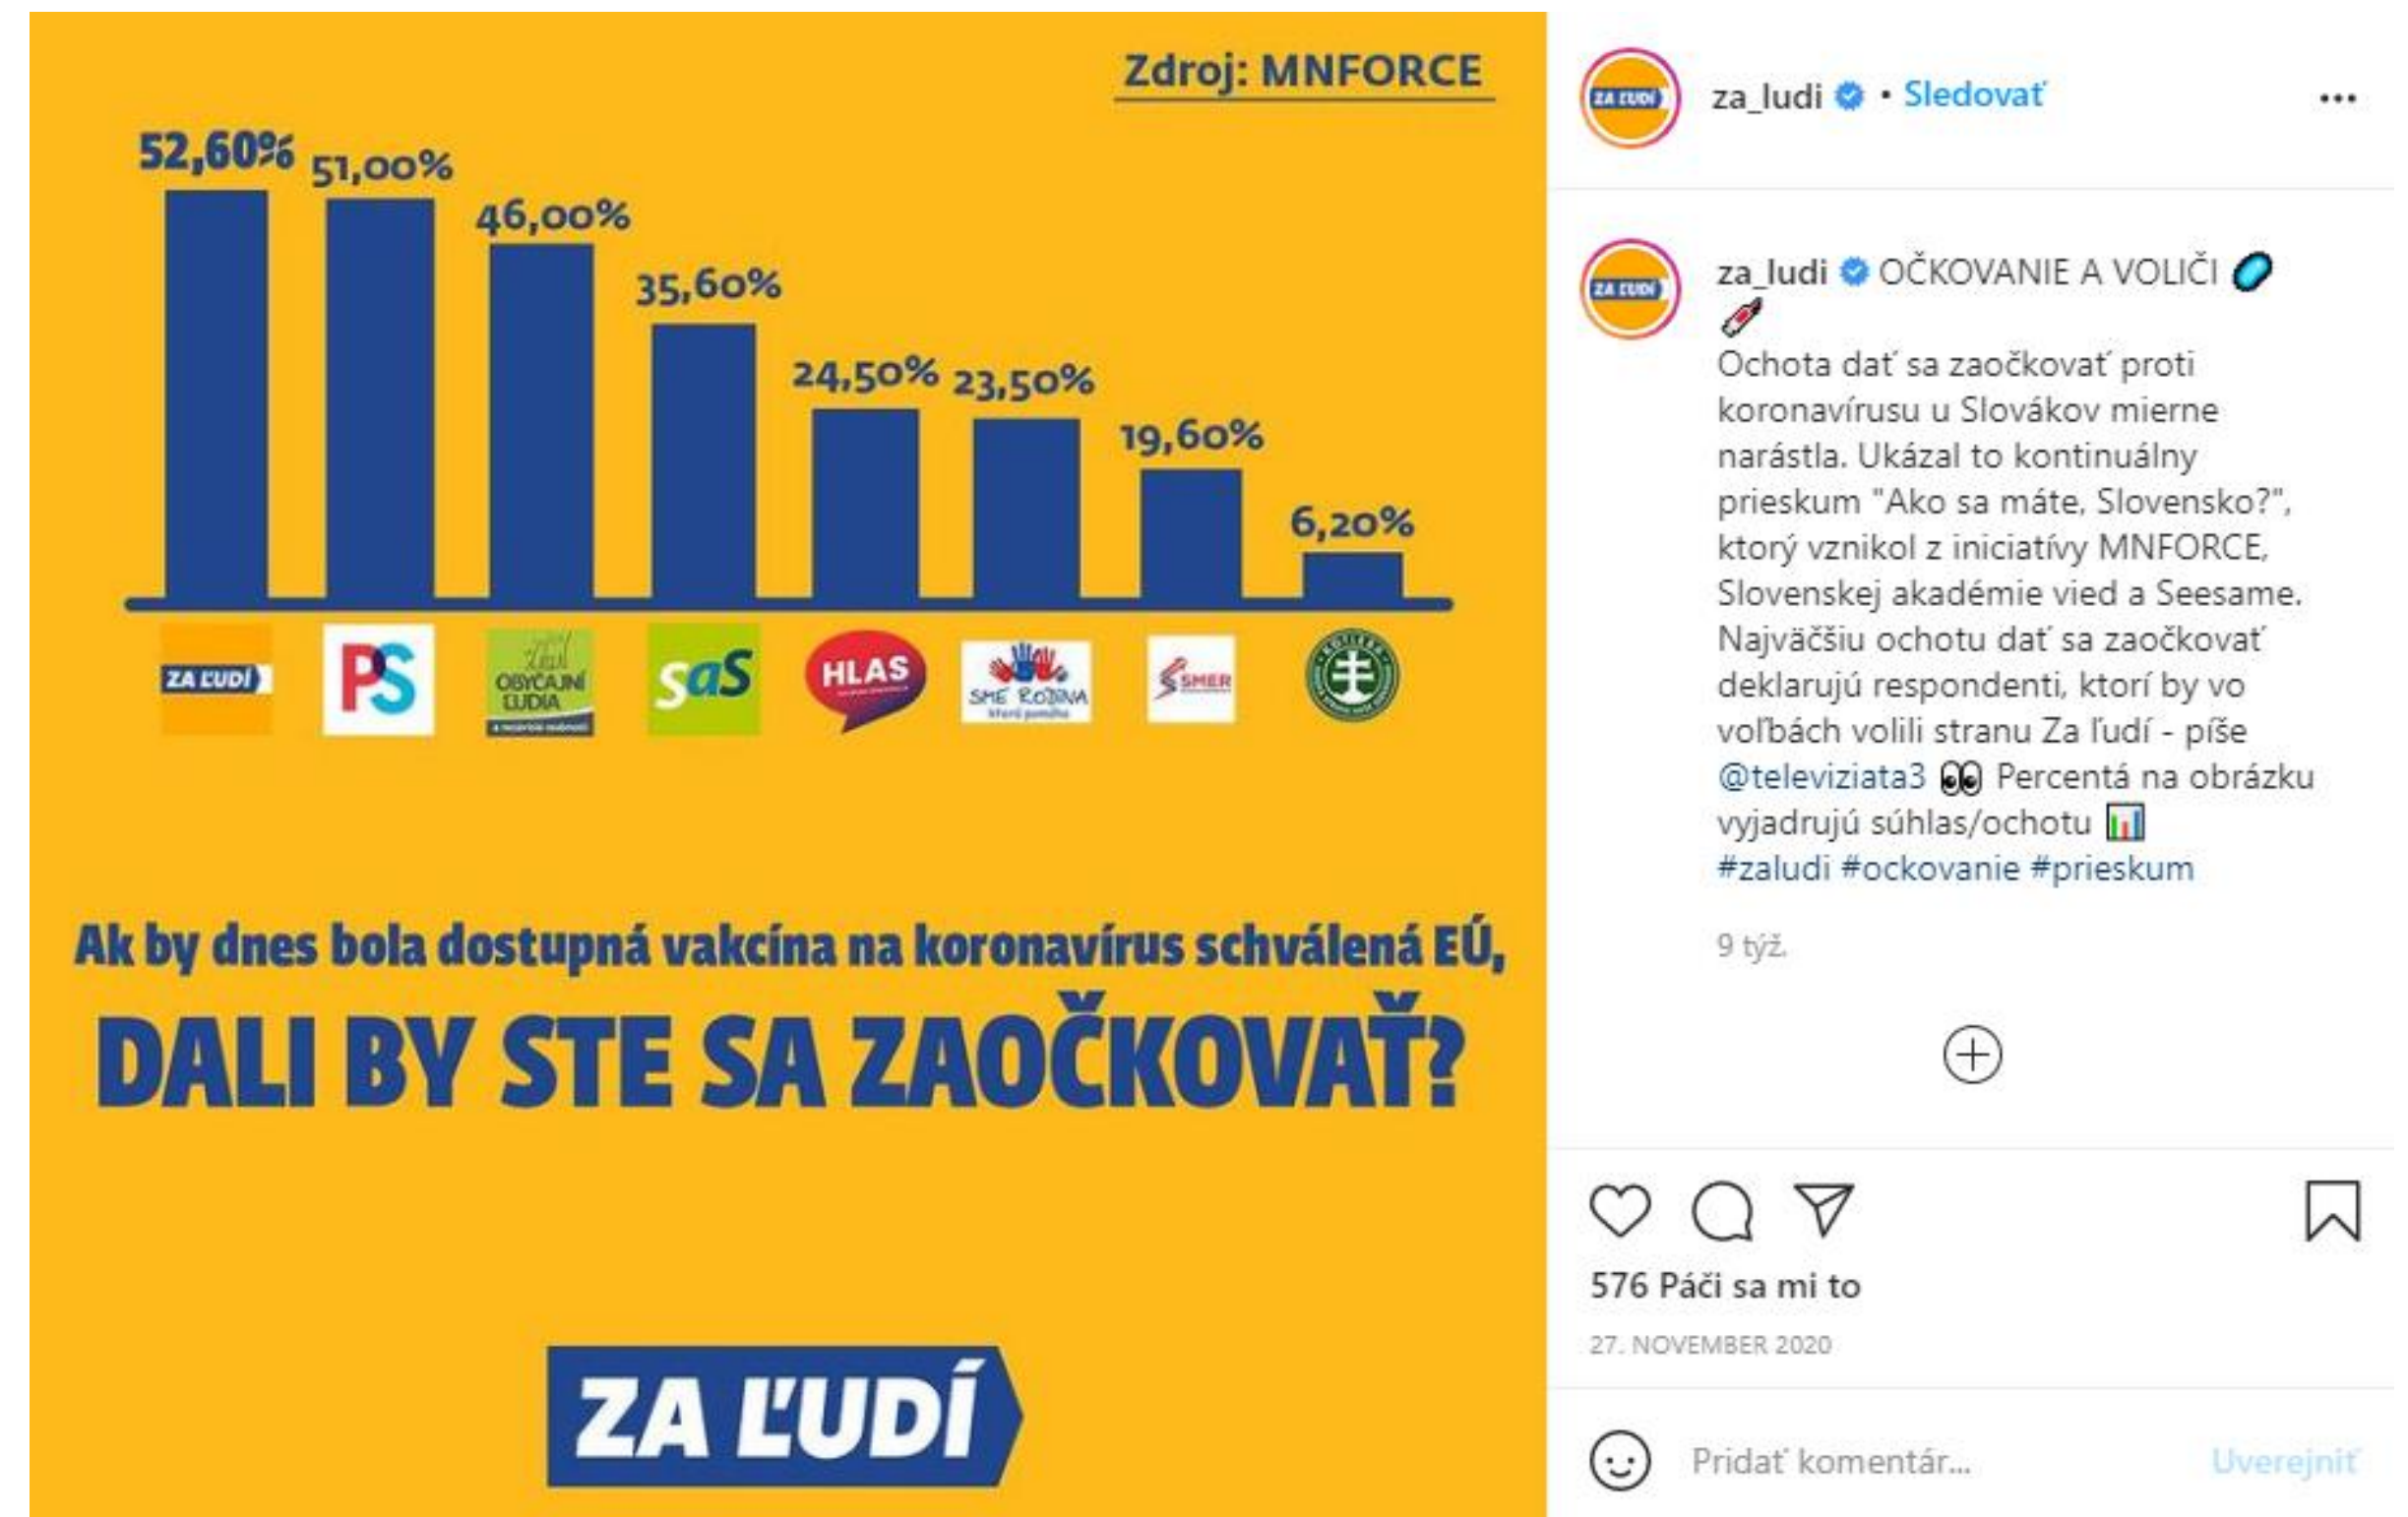 Zdroj: MNFORCE
52,60%
51,00%
46,00%
35,60%
24,50%
23,50%
19,60%
6,20%
ZA ĽUDÍ
PS
OBYČAJNÍ
ĽUDIA
SaS
HLAS
SME RODINA
SMER
KOTLEBA
Ak by dnes bola dostupná vakcína na koronavírus schválená EÚ,
DALI BY STE SA ZAOČKOVAŤ?
ZA ĽUDÍ
ZA ĽUDÍ
za_ludi • Sledovať
ZA ĽUDÍ
za_ludi OČKOVANIE A VOLIČI
Ochota dať sa zaočkovať proti
koronavírusu u Slovákov mierne
narástla. Ukázal to kontinuálny
prieskum "Ako sa máte, Slovensko?",
ktorý vznikol z iniciatívy MNFORCE,
Slovenskej akadémie vied a Seesame.
Najväčšiu ochotu dať sa zaočkovať
deklarujú respondenti, ktorí by vo
voľbách volili stranu Za ľudí - píše
@televiziata3 👀 Percentá na obrázku
vyjadrujú súhlas/ochotu 📊
#zaludi #ockovanie #prieskum
9 týž.
576 Páči sa mi to
27. NOVEMBER 2020
Pridať komentár... Uverejniť